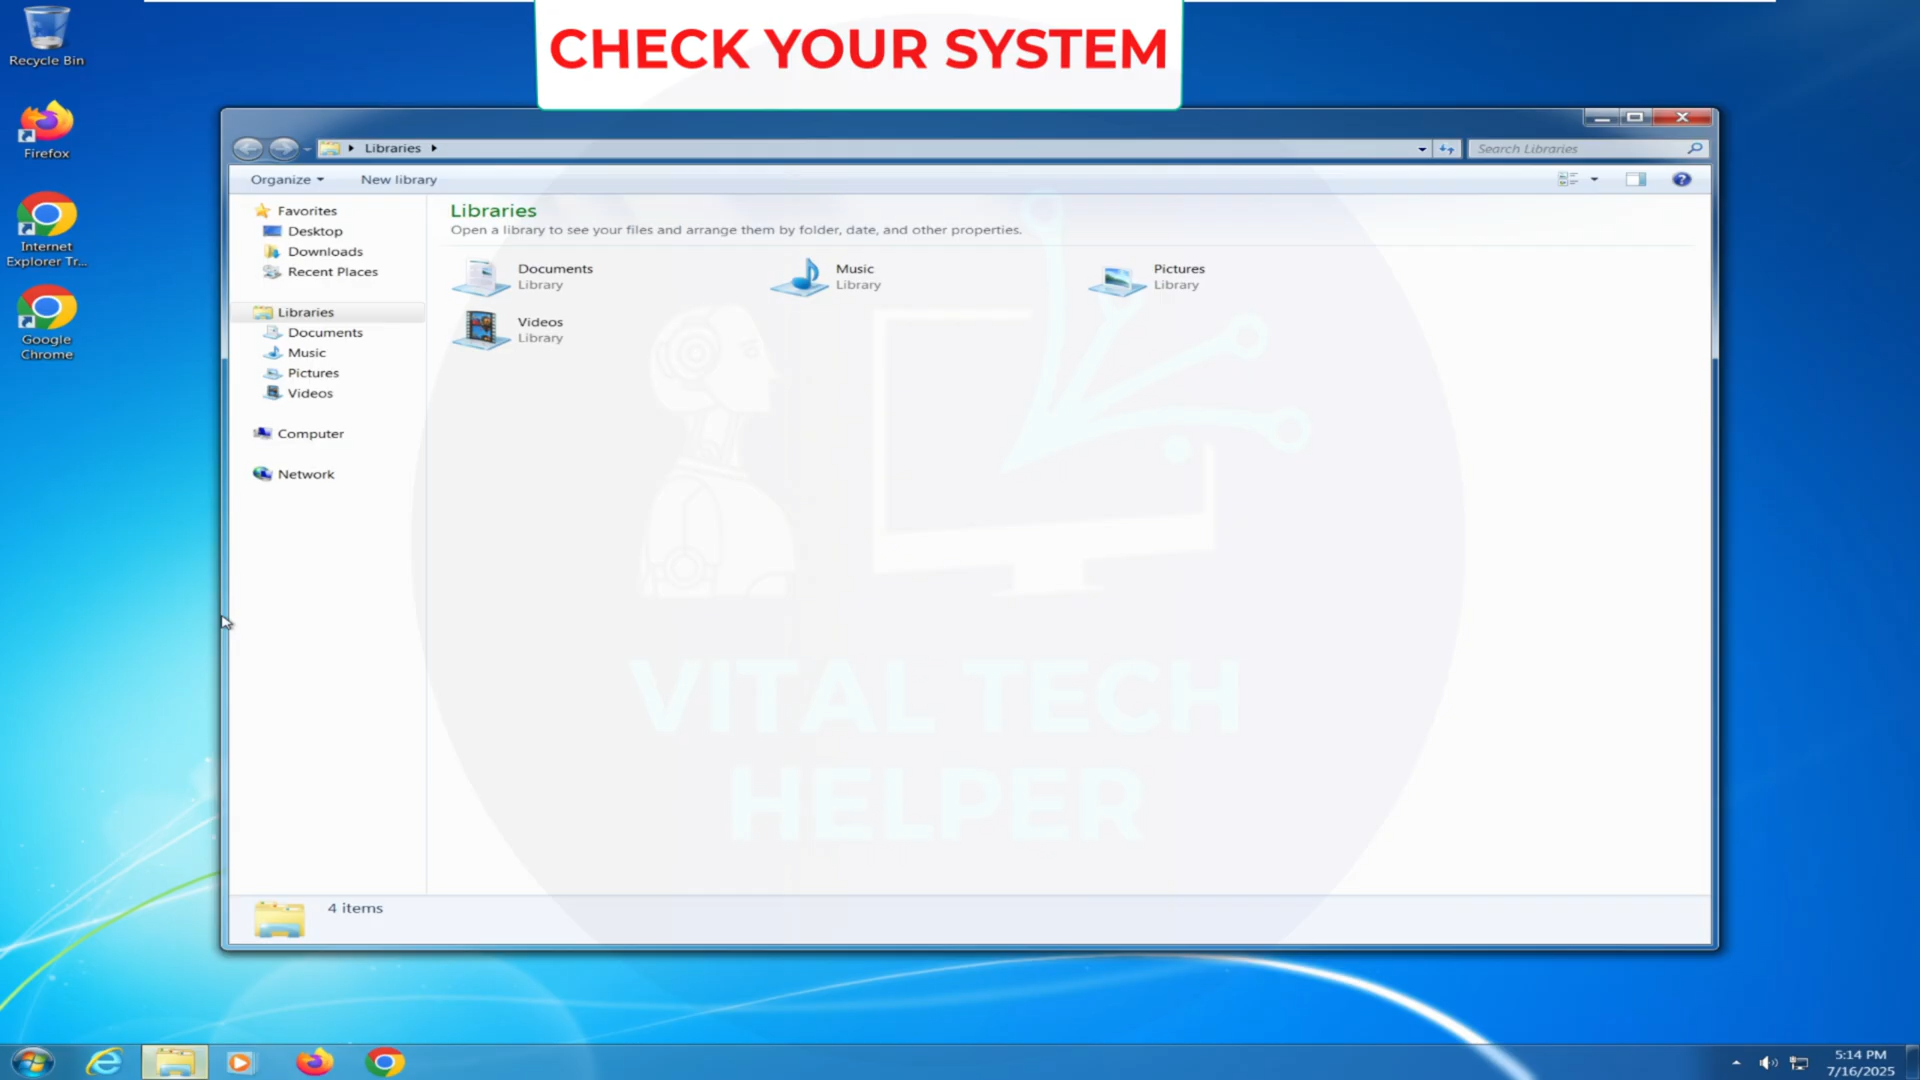 CHECK YOUR SYSTEM
Recycle Bin
Firefox
Internet
Explorer Tr...
Google
Chrome
Libraries
Search Libraries
Organize
New library
Favorites
Desktop
Downloads
Recent Places
Libraries
Documents
Music
Pictures
Videos
Computer
Network
Libraries
Open a library to see your files and arrange them by folder, date, and other properties.
Documents
Library
Music
Library
Pictures
Library
Videos
Library
VITAL TECH
HELPER
4 items
5:14 PM
7/16/2025